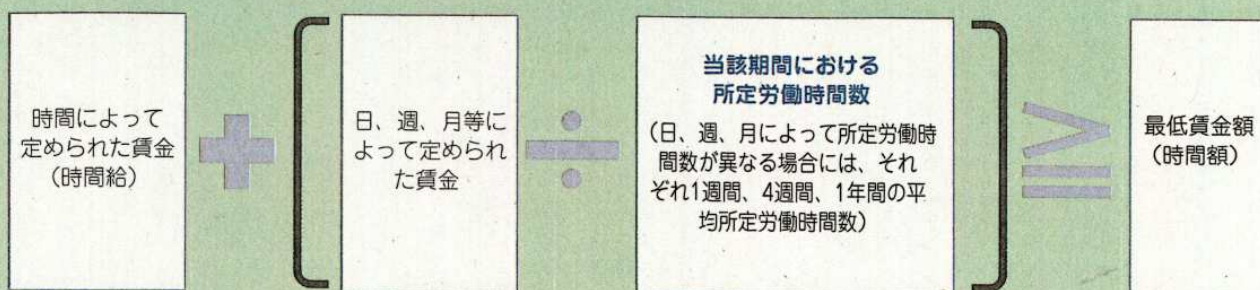 時間によって
定められた賃金
（時間給）
＋
日、週、月等に
よって定められ
た賃金
÷
当該期間における
所定労働時間数
（日、週、月によって所定労働時
間数が異なる場合には、それ
ぞれ1週間、4週間、1年間の平
均所定労働時間数）
≧
最低賃金額
（時間額）